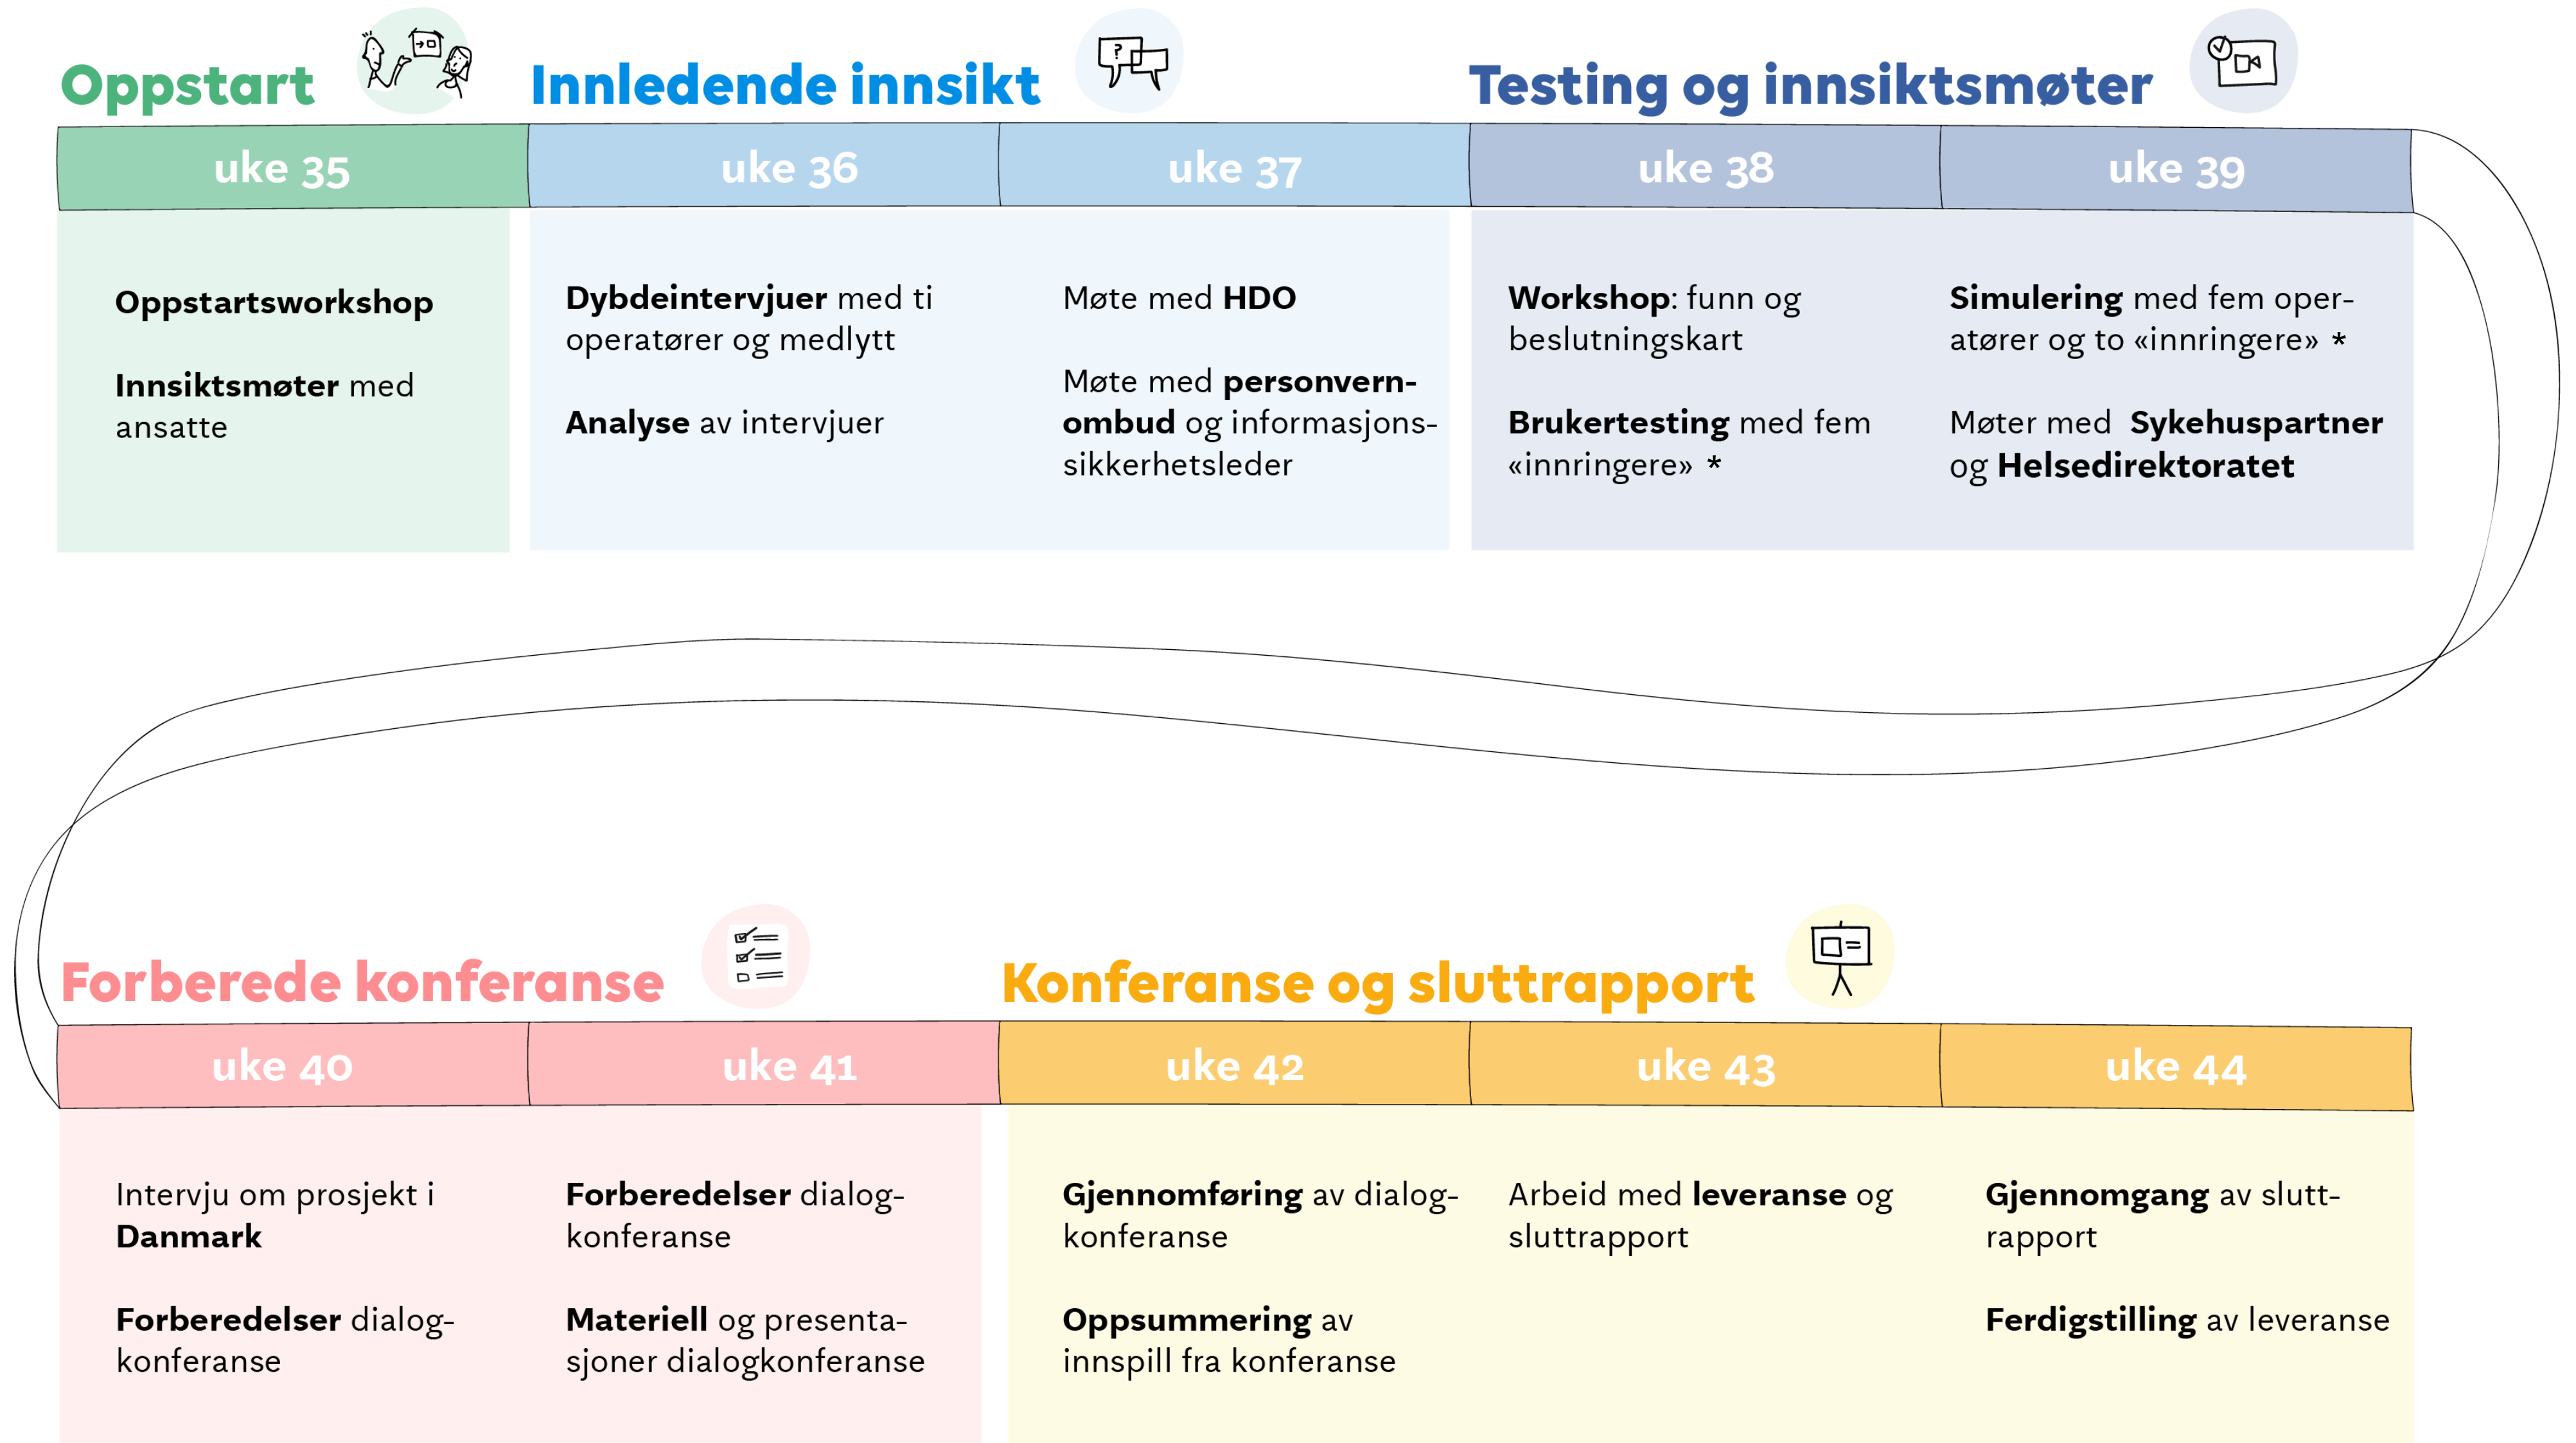 Oppstart
Innledende innsikt
?
Testing og innsiktsmøter
uke 35
uke 36
uke 37
uke 38
uke 39
Oppstartsworkshop
Innsiktsmøter med
ansatte
Dybdeintervjuer med ti
operatører og medlytt
Analyse av intervjuer
Møte med HDO
Møte med personvern-
ombud og informasjons-
sikkerhetsleder
Workshop: funn og
beslutningskart
Brukertesting med fem
«innringere» *
Simulering med fem oper-
atører og to «innringere» *
Møter med Sykehuspartner
og Helsedirektoratet
Forberede konferanse
Konferanse og sluttrapport
uke 40
uke 41
uke 42
uke 43
uke 44
Intervju om prosjekt i
Danmark
Forberedelser dialog-
konferanse
Forberedelser dialog-
konferanse
Materiell og presenta-
sjoner dialogkonferanse
Gjennomføring av dialog-
konferanse
Oppsummering av
innspill fra konferanse
Arbeid med leveranse og
sluttrapport
Gjennomgang av slutt-
rapport
Ferdigstilling av leveranse